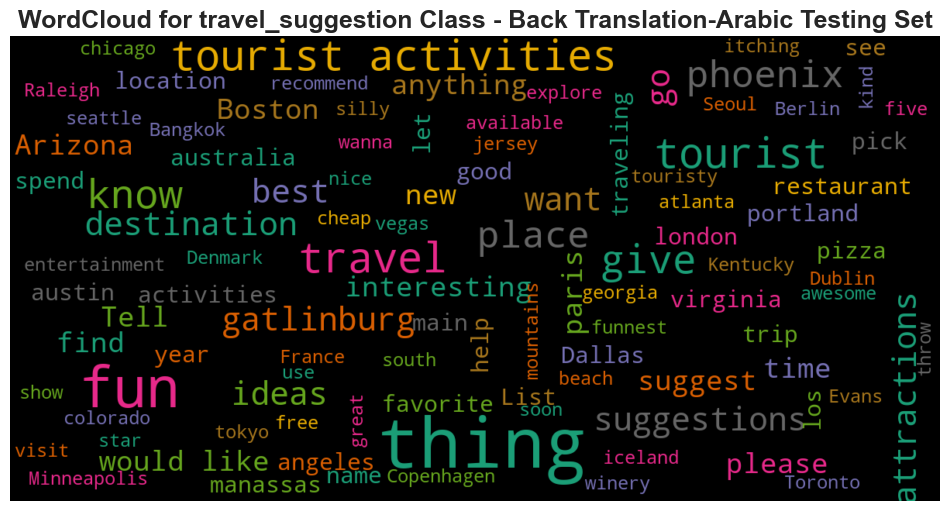 WordCloud for travel_suggestion Class - Back Translation-Arabic Testing Set
chicago
tourist activities
itching
see
Raleigh
location
recommend
anything
explore
go
phoenix
kind
seattle
Boston
silly
Seoul
Berlin
five
Bangkok
let
available
traveling
Arizona
wanna
jersey
tourist
pick
australia
spend
nice
good
touristy
know
best
new
want
atlanta
restaurant
destination
cheap
vegas
portland
place
london
entertainment
Denmark
travel
give
Kentucky
pizza
austin
activities
interesting
mountains
paris
georgia
virginia
Dublin
awesome
Tell
gatlinburg
main
help
funnest
trip
attractions
throw
find
year
France
south
Dallas
time
use
beach
suggest
show
fun
ideas
favorite
List
soon
los
Evans
colorado
free
great
suggestions
star
tokyo
thing
visit
would like
angeles
iceland
please
Minneapolis
manassas
name
Copenhagen
winery
Toronto